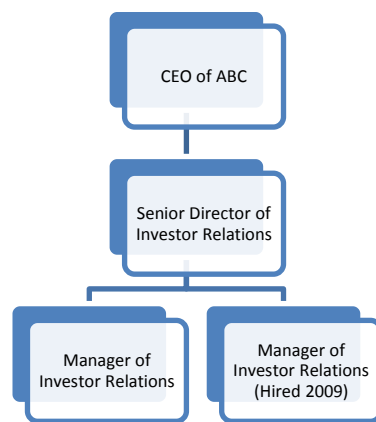 CEO of ABC
Senior Director of
Investor Relations
Manager of
Investor Relations
Manager of
Investor Relations
(Hired 2009)